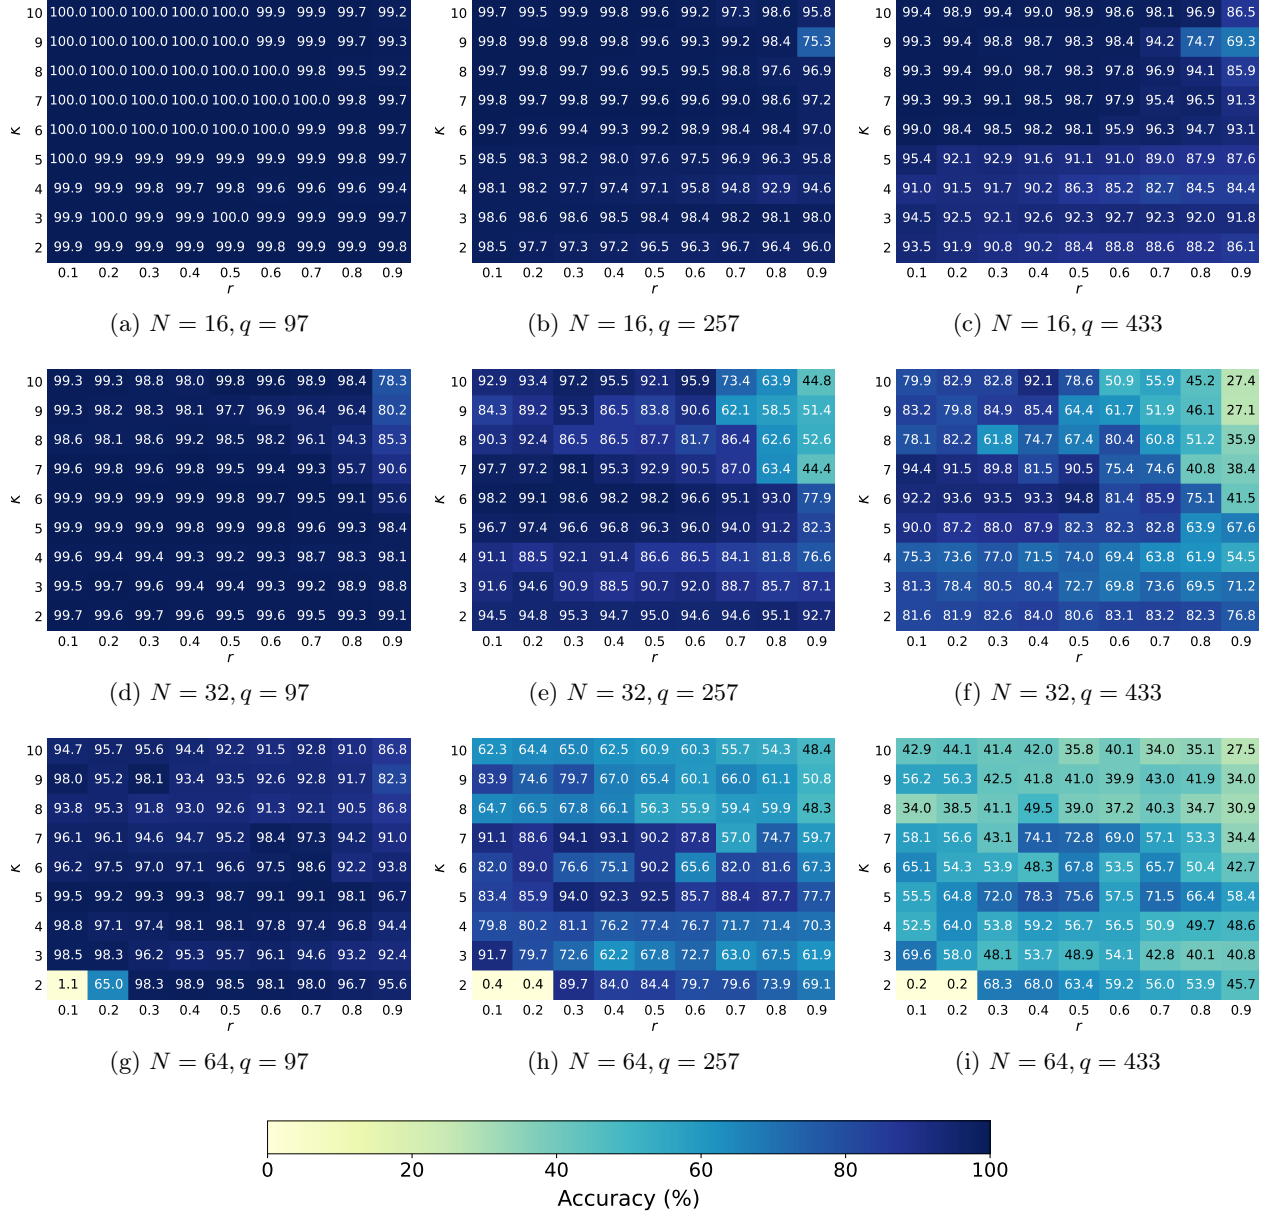 10 100.0 100.0 100.0 100.0 100.0 99.9 99.9 99.7 99.2
9 100.0 100.0 100.0 100.0 100.0 99.9 99.9 99.7 99.3
8 100.0 100.0 100.0 100.0 100.0 100.0 99.8 99.5 99.2
7 100.0 100.0 100.0 100.0 100.0 100.0 100.0 99.8 99.7
κ 6 100.0 100.0 100.0 100.0 100.0 100.0 99.9 99.8 99.7
5 100.0 99.9 99.9 99.9 99.9 99.9 99.9 99.8 99.7
4 99.9 99.9 99.8 99.7 99.8 99.6 99.6 99.6 99.4
3 99.9 100.0 99.9 99.9 100.0 99.9 99.9 99.9 99.7
2 99.9 99.9 99.9 99.9 99.9 99.9 99.9 99.9 99.8
0.1 0.2 0.3 0.4 0.5 0.6 0.7 0.8 0.9
r
(a) N = 16, q = 97
10 99.7 99.5 99.9 99.8 99.6 99.2 97.3 98.6 95.8
9 99.8 99.8 99.8 99.8 99.6 99.3 99.2 98.4 75.3
8 99.7 99.8 99.7 99.6 99.5 99.5 98.8 97.6 96.9
7 99.8 99.7 99.8 99.7 99.6 99.6 99.0 98.6 97.2
6 99.7 99.6 99.4 99.3 99.2 98.9 98.4 98.4 97.0
5 98.5 98.3 98.2 98.0 97.6 97.5 96.9 96.3 95.8
4 98.1 98.2 97.7 97.4 97.1 95.8 94.8 92.9 94.6
3 98.6 98.6 98.6 98.5 98.4 98.4 98.2 98.1 98.0
2 98.5 97.7 97.3 97.2 96.5 96.3 96.7 96.4 96.0
0.1 0.2 0.3 0.4 0.5 0.6 0.7 0.8 0.9
r
(b) N = 16, q = 257
10 99.4 98.9 99.4 99.0 98.9 98.6 98.1 96.9 86.5
9 99.3 99.4 98.8 98.7 98.3 98.4 94.2 74.7 69.3
8 99.3 99.4 99.0 98.7 98.3 97.8 96.9 94.1 85.9
7 99.3 99.3 99.1 98.5 98.7 97.9 95.4 96.5 91.3
κ 6 99.0 98.4 98.5 98.2 98.1 95.9 96.3 94.7 93.1
5 95.4 92.1 92.9 91.6 91.1 91.0 89.0 87.9 87.6
4 91.0 91.5 91.7 90.2 86.3 85.2 82.7 84.5 84.4
3 94.5 92.5 92.1 92.6 92.3 92.7 92.3 92.0 91.8
2 93.5 91.9 90.8 90.2 88.4 88.8 88.6 88.2 86.1
0.1 0.2 0.3 0.4 0.5 0.6 0.7 0.8 0.9
r
(c) N = 16, q = 433
10 99.3 99.3 98.8 98.0 99.8 99.6 98.9 98.4 78.3
9 99.3 98.2 98.3 98.1 97.7 96.9 96.4 96.4 80.2
8 98.6 98.1 98.6 99.2 98.5 98.2 96.1 94.3 85.3
7 99.6 99.8 99.6 99.8 99.5 99.4 99.3 95.7 90.6
κ 6 99.9 99.9 99.9 99.9 99.8 99.7 99.5 99.1 95.6
5 99.9 99.9 99.9 99.8 99.8 99.8 99.6 99.3 98.4
4 99.6 99.4 99.4 99.3 99.2 99.3 98.7 98.3 98.1
3 99.5 99.7 99.6 99.4 99.4 99.3 99.2 98.9 98.8
2 99.7 99.6 99.7 99.6 99.5 99.6 99.5 99.3 99.1
0.1 0.2 0.3 0.4 0.5 0.6 0.7 0.8 0.9
r
(d) N = 32, q = 97
10 92.9 93.4 97.2 95.5 92.1 95.9 73.4 63.9 44.8
9 84.3 89.2 95.3 86.5 83.8 90.6 62.1 58.5 51.4
8 90.3 92.4 86.5 86.5 87.7 81.7 86.4 62.6 52.6
7 97.7 97.2 98.1 95.3 92.9 90.5 87.0 63.4 44.4
κ 6 98.2 99.1 98.6 98.2 98.2 96.6 95.1 93.0 77.9
5 96.7 97.4 96.6 96.8 96.3 96.0 94.0 91.2 82.3
4 91.1 88.5 92.1 91.4 86.6 86.5 84.1 81.8 76.6
3 91.6 94.6 90.9 88.5 90.7 92.0 88.7 85.7 87.1
2 94.5 94.8 95.3 94.7 95.0 94.6 94.6 95.1 92.7
0.1 0.2 0.3 0.4 0.5 0.6 0.7 0.8 0.9
r
(e) N = 32, q = 257
10 79.9 82.9 82.8 92.1 78.6 50.9 55.9 45.2 27.4
9 83.2 79.8 84.9 85.4 64.4 61.7 51.9 46.1 27.1
8 78.1 82.2 61.8 74.7 67.4 80.4 60.8 51.2 35.9
7 94.4 91.5 89.8 81.5 90.5 75.4 74.6 40.8 38.4
κ 6 92.2 93.6 93.5 93.3 94.8 81.4 85.9 75.1 41.5
5 90.0 87.2 88.0 87.9 82.3 82.3 82.8 63.9 67.6
4 75.3 73.6 77.0 71.5 74.0 69.4 63.8 61.9 54.5
3 81.3 78.4 80.5 80.4 72.7 69.8 73.6 69.5 71.2
2 81.6 81.9 82.6 84.0 80.6 83.1 83.2 82.3 76.8
0.1 0.2 0.3 0.4 0.5 0.6 0.7 0.8 0.9
r
(f) N = 32, q = 433
10 94.7 95.7 95.6 94.4 92.2 91.5 92.8 91.0 86.8
9 98.0 95.2 98.1 93.4 93.5 92.6 92.8 91.7 82.3
8 93.8 95.3 91.8 93.0 92.6 91.3 92.1 90.5 86.8
7 96.1 96.1 94.6 94.7 95.2 98.4 97.3 94.2 91.0
κ 6 96.2 97.5 97.0 97.1 96.6 97.5 98.6 92.2 93.8
5 99.5 99.2 99.3 99.3 98.7 99.1 99.1 98.1 96.7
4 98.8 97.1 97.4 98.1 98.1 97.8 97.4 96.8 94.4
3 98.5 98.3 96.2 95.3 95.7 96.1 94.6 93.2 92.4
2 1.1 65.0 98.3 98.9 98.5 98.1 98.0 96.7 95.6
0.1 0.2 0.3 0.4 0.5 0.6 0.7 0.8 0.9
r
(g) N = 64, q = 97
10 62.3 64.4 65.0 62.5 60.9 60.3 55.7 54.3 48.4
9 83.9 74.6 79.7 67.0 65.4 60.1 66.0 61.1 50.8
8 64.7 66.5 67.8 66.1 56.3 55.9 59.4 59.9 48.3
7 91.1 88.6 94.1 93.1 90.2 87.8 57.0 74.7 59.7
κ 6 82.0 89.0 76.6 75.1 90.2 65.6 82.0 81.6 67.3
5 83.4 85.9 94.0 92.3 92.5 85.7 88.4 87.7 77.7
4 79.8 80.2 81.1 76.2 77.4 76.7 71.7 71.4 70.3
3 91.7 79.7 72.6 62.2 67.8 72.7 63.0 67.5 61.9
2 0.4 0.4 89.7 84.0 84.4 79.7 79.6 73.9 69.1
0.1 0.2 0.3 0.4 0.5 0.6 0.7 0.8 0.9
r
(h) N = 64, q = 257
10 42.9 44.1 41.4 42.0 35.8 40.1 34.0 35.1 27.5
9 56.2 56.3 42.5 41.8 41.0 39.9 43.0 41.9 34.0
8 34.0 38.5 41.1 49.5 39.0 37.2 40.3 34.7 30.9
7 58.1 56.6 43.1 74.1 72.8 69.0 57.1 53.3 34.4
κ 6 65.1 54.3 53.9 48.3 67.8 53.5 65.7 50.4 42.7
5 55.5 64.8 72.0 78.3 75.6 57.5 71.5 66.4 58.4
4 52.5 64.0 53.8 59.2 56.7 56.5 50.9 49.7 48.6
3 69.6 58.0 48.1 53.7 48.9 54.1 42.8 40.1 40.8
2 0.2 0.2 68.3 68.0 63.4 59.2 56.0 53.9 45.7
0.1 0.2 0.3 0.4 0.5 0.6 0.7 0.8 0.9
r
(i) N = 64, q = 433
0 20 40 60 80 100
Accuracy (%)